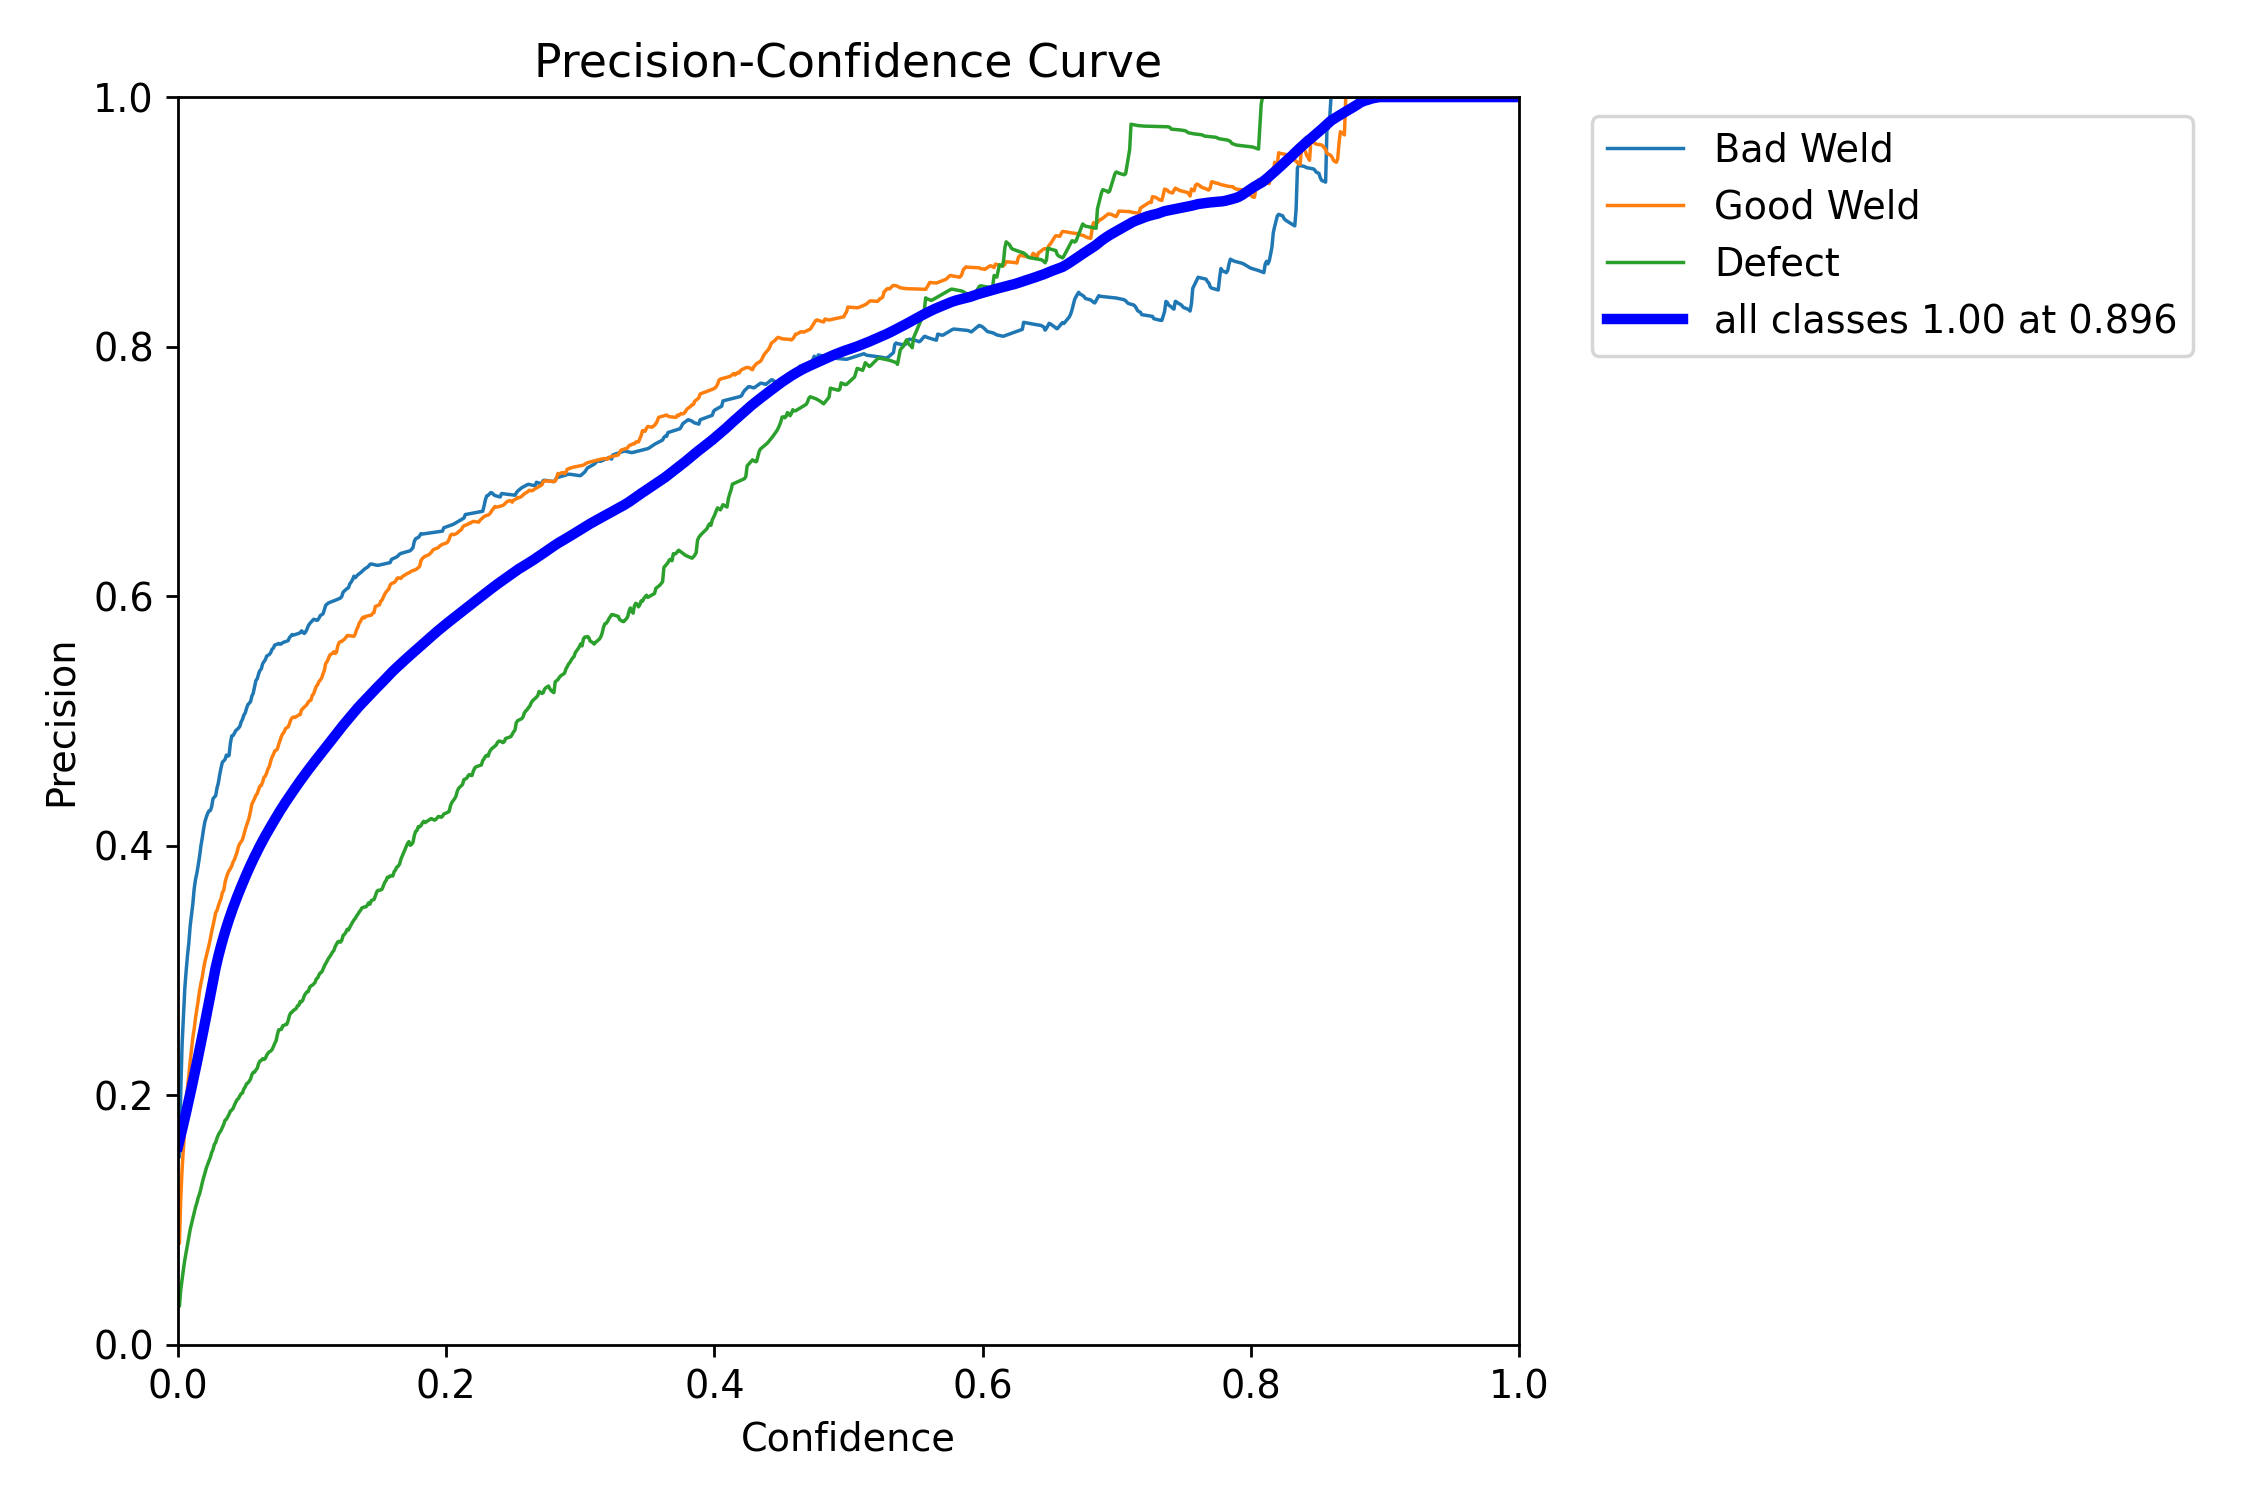 Precision-Confidence Curve
1.0
0.8
0.6
0.4
0.2
0.0
Precision
0.0 0.2 0.4 0.6 0.8 1.0
Confidence
Bad Weld
Good Weld
Defect
all classes 1.00 at 0.896